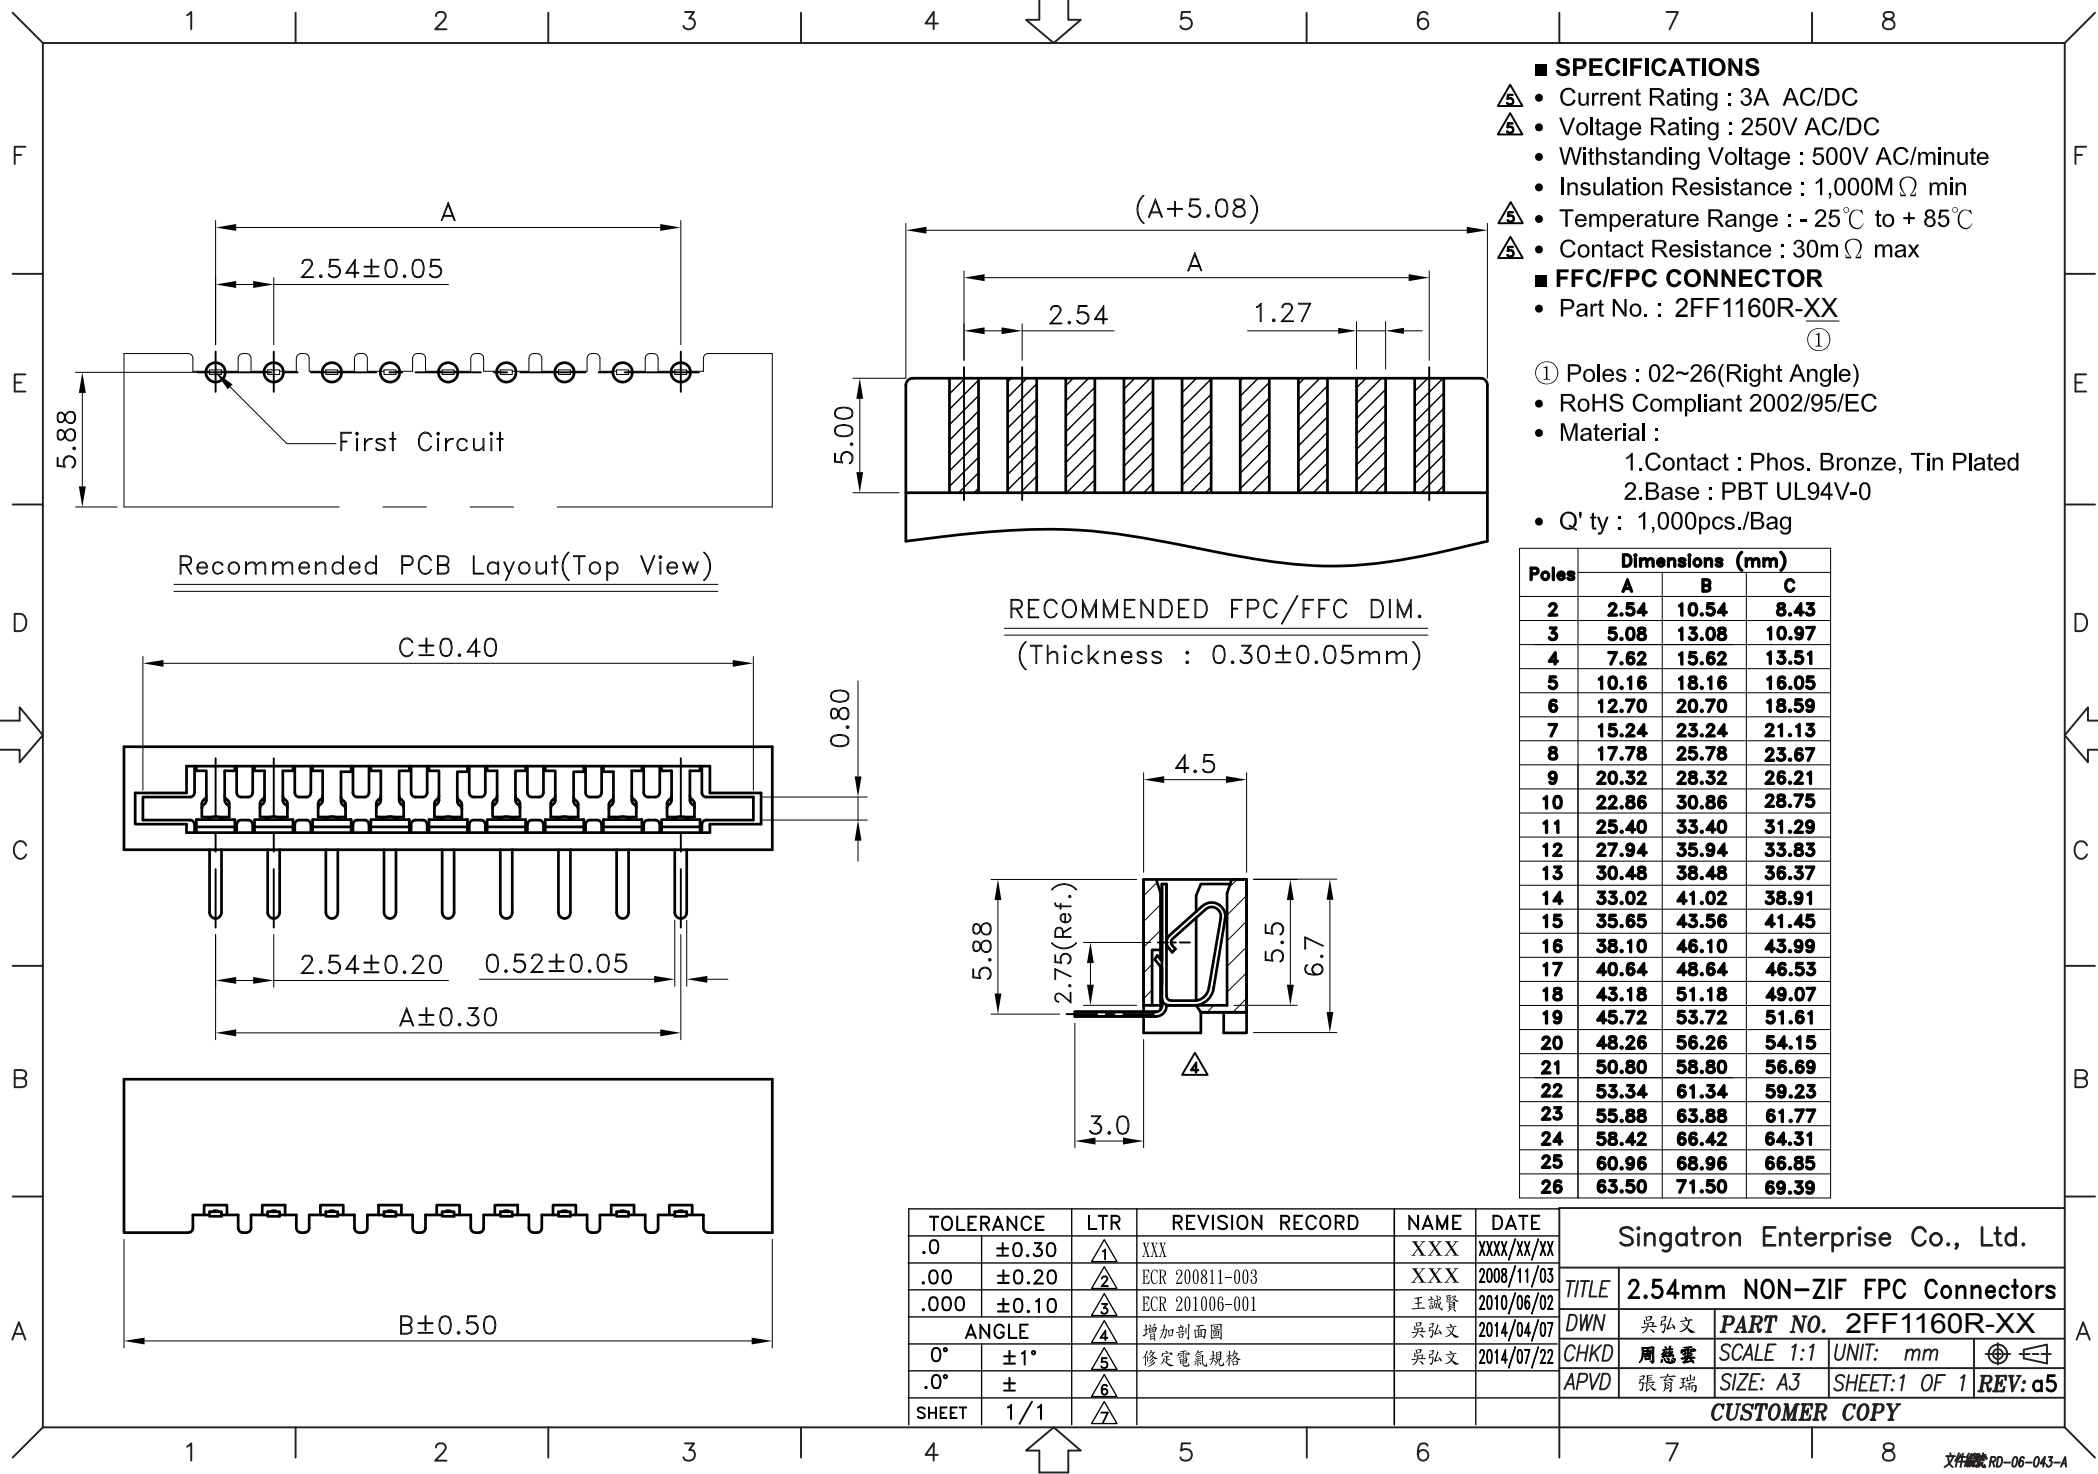 1 2 3 4 5 6 7 8
F
E
D
C
B
A
A
2.54±0.05
5.88
First Circuit
Recommended PCB Layout(Top View)
(A+5.08)
A
2.54
1.27
5.00
RECOMMENDED FPC/FFC DIM.
(Thickness : 0.30±0.05mm)
C±0.40
0.80
2.54±0.20
0.52±0.05
A±0.30
B±0.50
4.5
5.88
2.75(Ref.)
5.5
6.7
4
3.0
■ SPECIFICATIONS
5 • Current Rating : 3A AC/DC
5 • Voltage Rating : 250V AC/DC
• Withstanding Voltage : 500V AC/minute
• Insulation Resistance : 1,000MΩ min
5 • Temperature Range : - 25℃ to + 85℃
5 • Contact Resistance : 30mΩ max
■ FFC/FPC CONNECTOR
• Part No. : 2FF1160R-XX
①
① Poles : 02~26(Right Angle)
• RoHS Compliant 2002/95/EC
• Material :
1.Contact : Phos. Bronze, Tin Plated
2.Base : PBT UL94V-0
• Q' ty : 1,000pcs./Bag
Poles Dimensions (mm)
A B C
2 2.54 10.54 8.43
3 5.08 13.08 10.97
4 7.62 15.62 13.51
5 10.16 18.16 16.05
6 12.70 20.70 18.59
7 15.24 23.24 21.13
8 17.78 25.78 23.67
9 20.32 28.32 26.21
10 22.86 30.86 28.75
11 25.40 33.40 31.29
12 27.94 35.94 33.83
13 30.48 38.48 36.37
14 33.02 41.02 38.91
15 35.65 43.56 41.45
16 38.10 46.10 43.99
17 40.64 48.64 46.53
18 43.18 51.18 49.07
19 45.72 53.72 51.61
20 48.26 56.26 54.15
21 50.80 58.80 56.69
22 53.34 61.34 59.23
23 55.88 63.88 61.77
24 58.42 66.42 64.31
25 60.96 68.96 66.85
26 63.50 71.50 69.39
TOLERANCE LTR REVISION RECORD NAME DATE
.0 ±0.30 1 XXX XXX XXXX/XX/XX
.00 ±0.20 2 ECR 200811-003 XXX 2008/11/03
.000 ±0.10 3 ECR 201006-001 王誠賢 2010/06/02
ANGLE 4 增加剖面圖 吳弘文 2014/04/07
0° ±1° 5 修定電氣規格 吳弘文 2014/07/22
.0° ± 6
SHEET 1/1 7
Singatron Enterprise Co., Ltd.
TITLE 2.54mm NON-ZIF FPC Connectors
DWN 吳弘文 PART NO. 2FF1160R-XX
CHKD 周慈雲 SCALE 1:1 UNIT: mm
APVD 張育瑞 SIZE: A3 SHEET:1 OF 1 REV: a5
CUSTOMER COPY
F
E
D
C
B
A
1 2 3 4 5 6 7 8
文件編號 RD-06-043-A